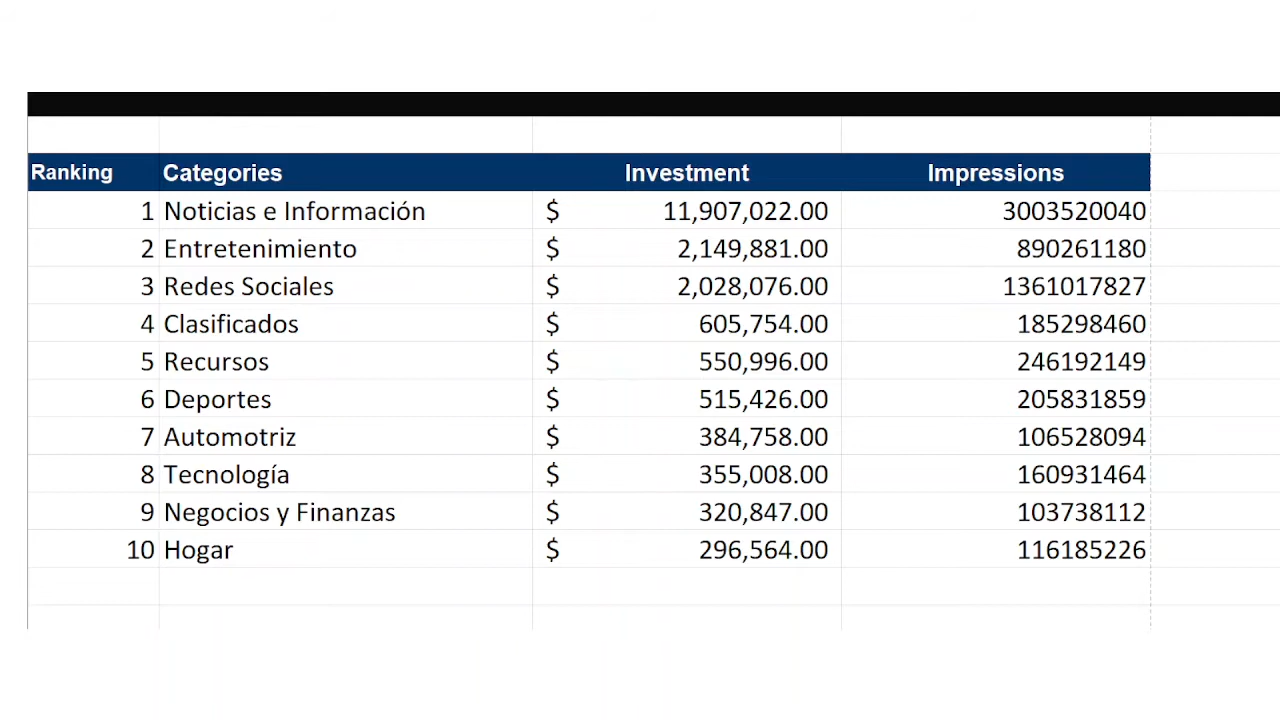 Ranking Categories Investment Impressions
1 Noticias e Información $ 11,907,022.00 3003520040
2 Entretenimiento $ 2,149,881.00 890261180
3 Redes Sociales $ 2,028,076.00 1361017827
4 Clasificados $ 605,754.00 185298460
5 Recursos $ 550,996.00 246192149
6 Deportes $ 515,426.00 205831859
7 Automotriz $ 384,758.00 106528094
8 Tecnología $ 355,008.00 160931464
9 Negocios y Finanzas $ 320,847.00 103738112
10 Hogar $ 296,564.00 116185226